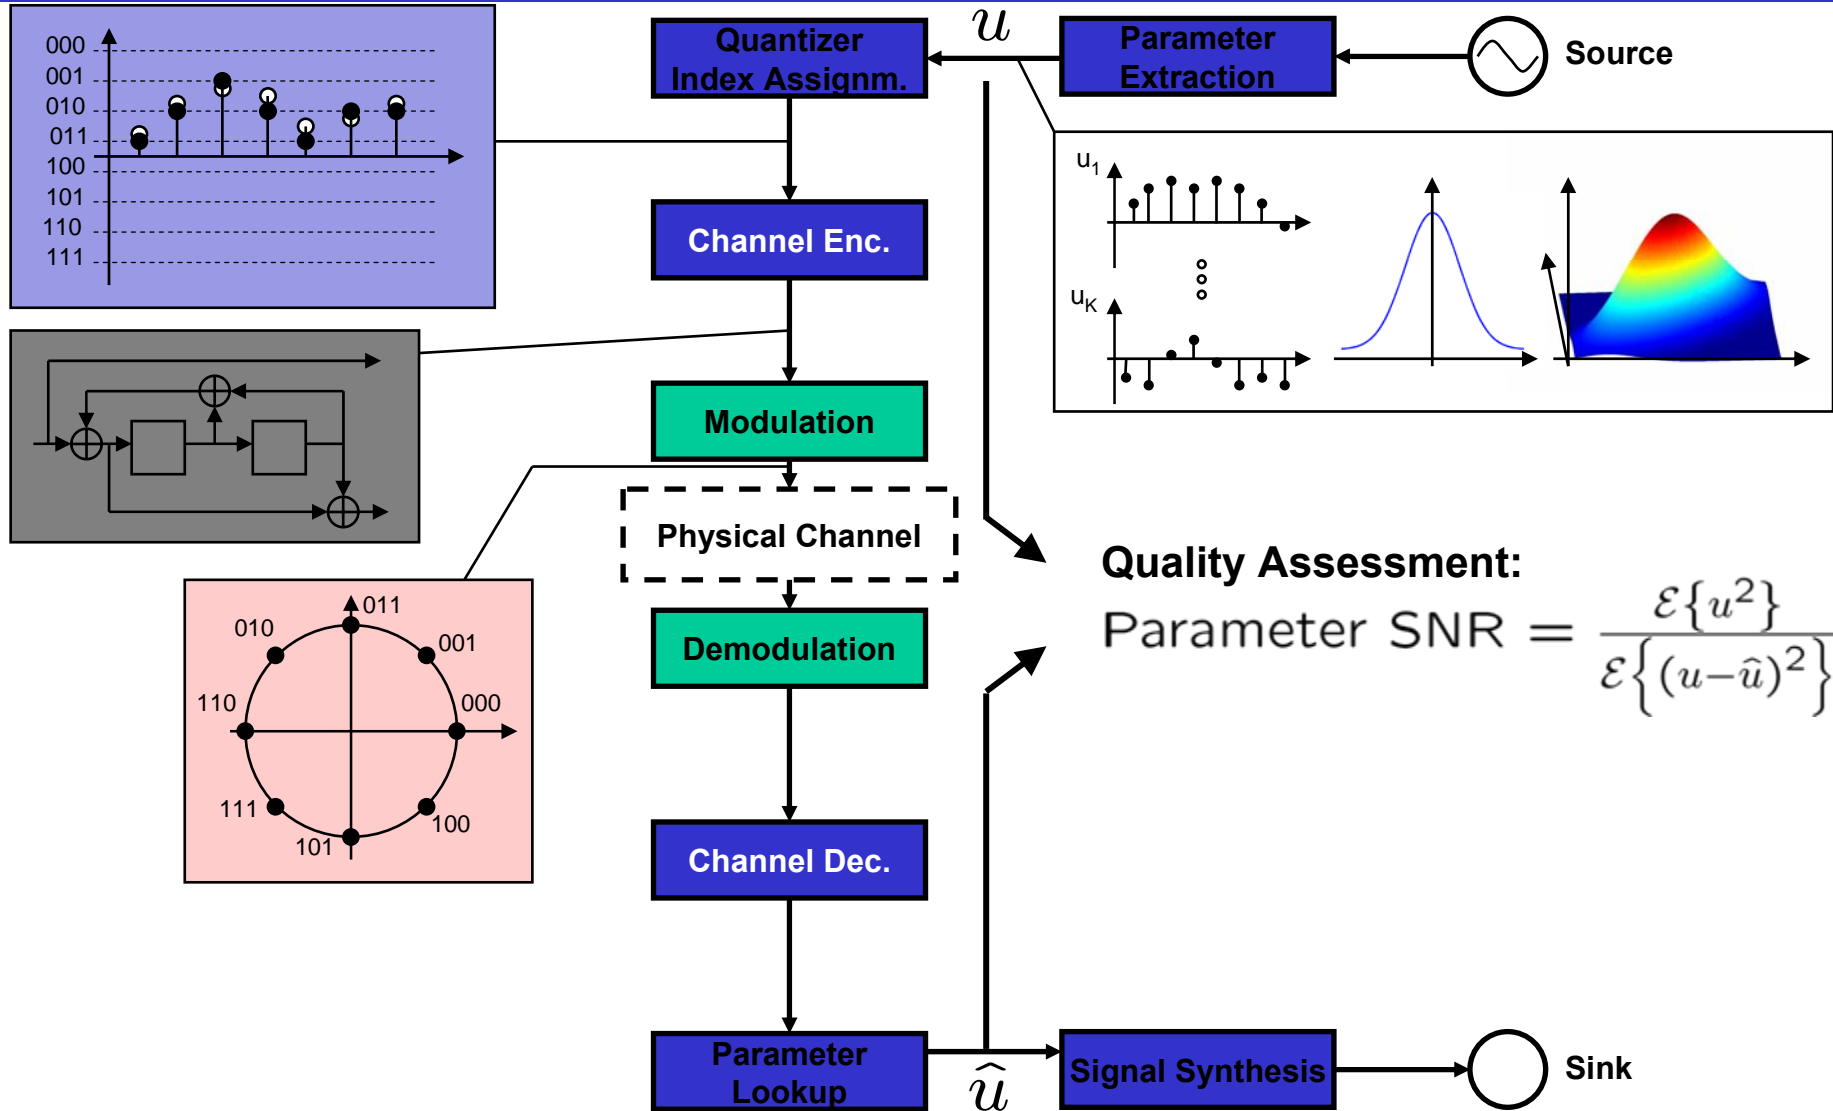 000
001
010
011
100
101
110
111
Quantizer
Index Assignm.
u
Parameter
Extraction
Source
u1
uK
Channel Enc.
Modulation
Physical Channel
011
010
001
110
000
111
100
101
Demodulation
Quality Assessment:
Parameter SNR = ℰ{u²} / ℰ{(u−û)²}
Channel Dec.
Parameter
Lookup
û
Signal Synthesis
Sink